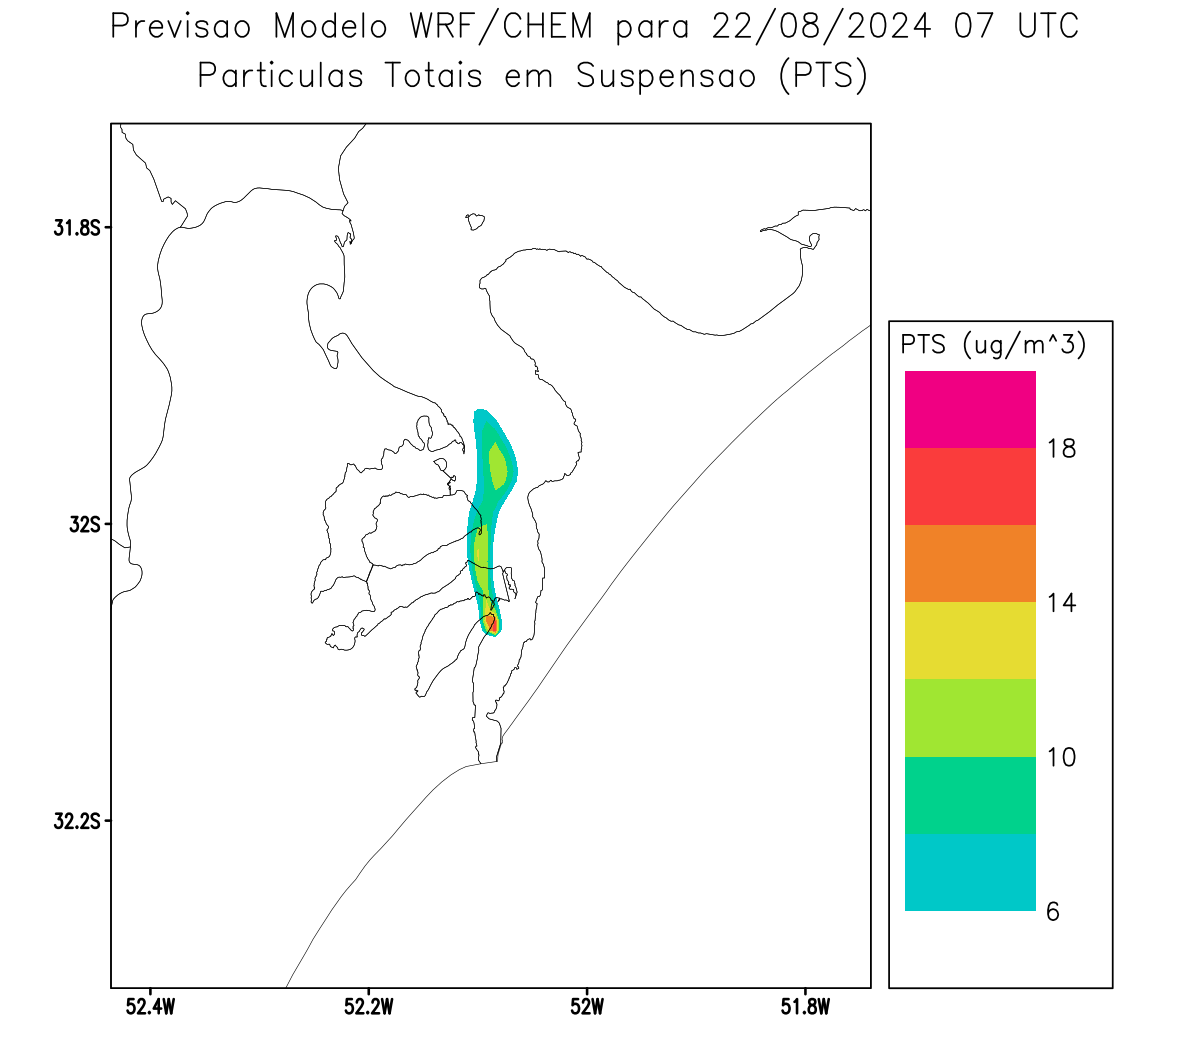 Previsao Modelo WRF/CHEM para 22/08/2024 07 UTC
Particulas Totais em Suspensao (PTS)
31.8S
32S
32.2S
52.4W
52.2W
52W
51.8W
PTS (ug/m^3)
18
14
10
6